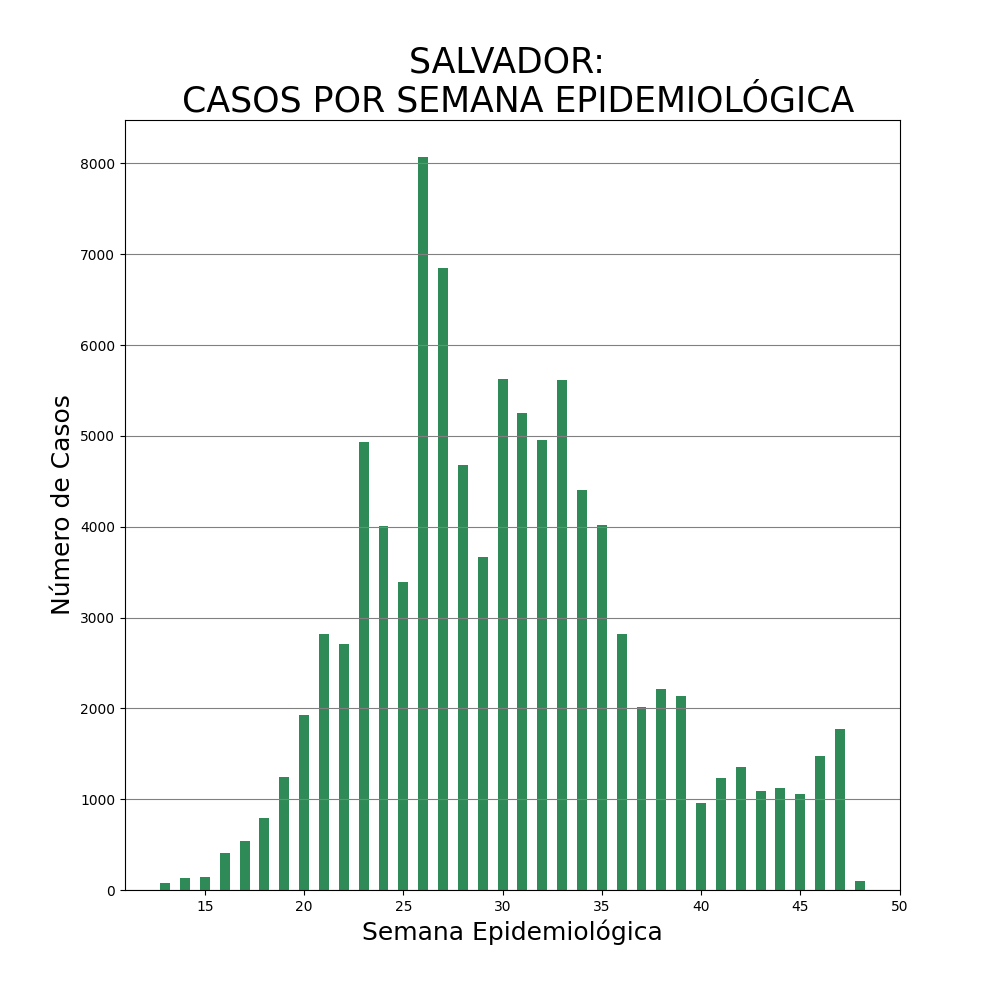 SALVADOR:
CASOS POR SEMANA EPIDEMIOLÓGICA
8000
7000
6000
5000
4000
3000
2000
1000
0
Número de Casos
15 20 25 30 35 40 45 50
Semana Epidemiológica